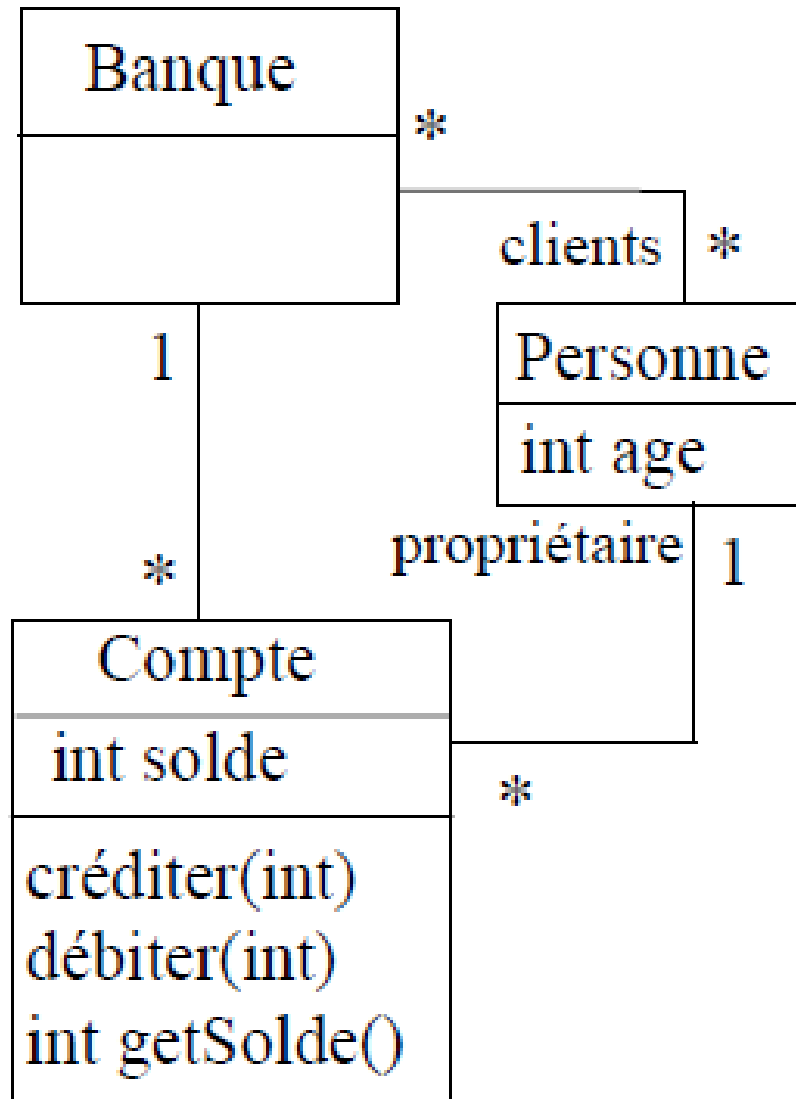 Banque
*
clients *
1
Personne
int age
propriétaire 1
*
Compte
int solde
*
créditer(int)
débiter(int)
int getSolde()